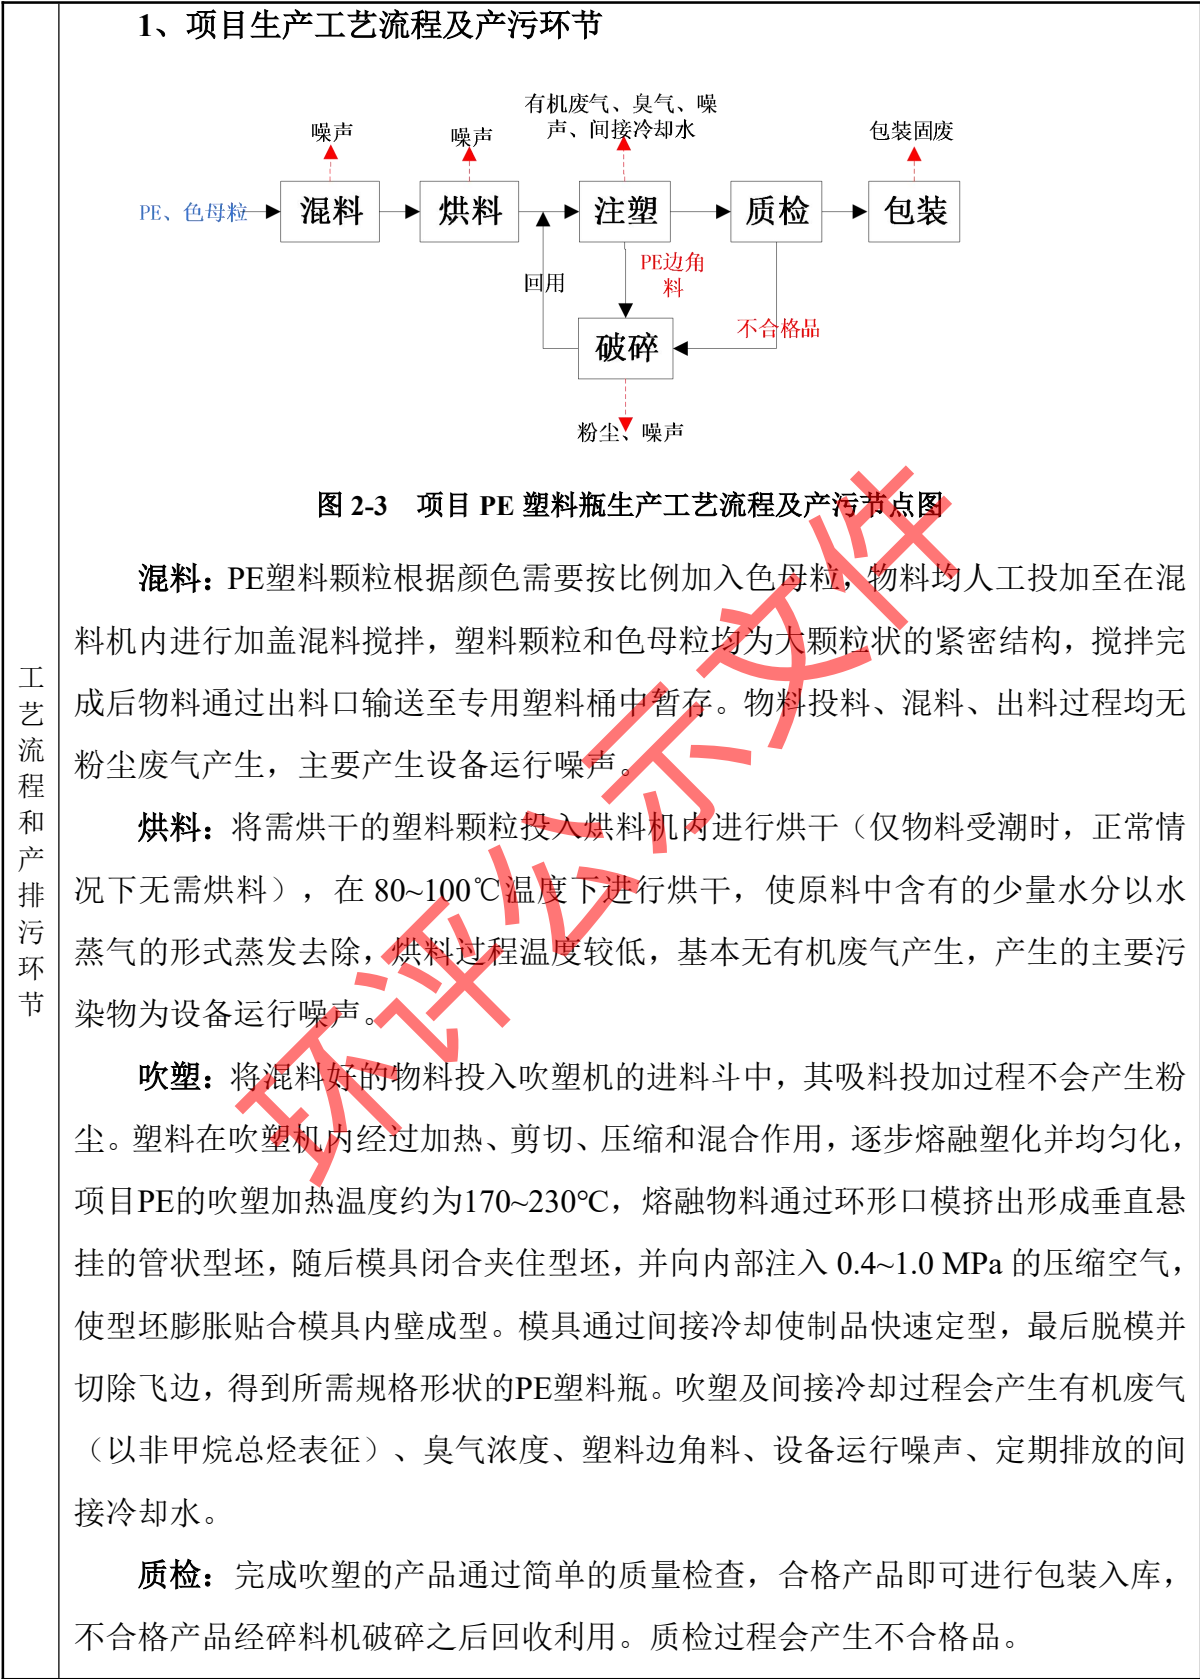 1、项目生产工艺流程及产污环节
有机废气、臭气、噪
声、间接冷却水
噪声
噪声
包装固废
PE、色母粒
混料
烘料
注塑
质检
包装
回用
PE边角
料
不合格品
破碎
粉尘、噪声
图 2-3 项目 PE 塑料瓶生产工艺流程及产污节点图
混料：PE塑料颗粒根据颜色需要按比例加入色母粒，物料均人工投加至在混
料机内进行加盖混料搅拌，塑料颗粒和色母粒均为大颗粒状的紧密结构，搅拌完
成后物料通过出料口输送至专用塑料桶中暂存。物料投料、混料、出料过程均无
粉尘废气产生，主要产生设备运行噪声。
烘料：将需烘干的塑料颗粒投入烘料机内进行烘干（仅物料受潮时，正常情
况下无需烘料），在 80~100℃温度下进行烘干，使原料中含有的少量水分以水
蒸气的形式蒸发去除，烘料过程温度较低，基本无有机废气产生，产生的主要污
染物为设备运行噪声。
吹塑：将混料好的物料投入吹塑机的进料斗中，其吸料投加过程不会产生粉
尘。塑料在吹塑机内经过加热、剪切、压缩和混合作用，逐步熔融塑化并均匀化，
项目PE的吹塑加热温度约为170~230°C，熔融物料通过环形口模挤出形成垂直悬
挂的管状型坯，随后模具闭合夹住型坯，并向内部注入 0.4~1.0 MPa 的压缩空气，
使型坯膨胀贴合模具内壁成型。模具通过间接冷却使制品快速定型，最后脱模并
切除飞边，得到所需规格形状的PE塑料瓶。吹塑及间接冷却过程会产生有机废气
（以非甲烷总烃表征）、臭气浓度、塑料边角料、设备运行噪声、定期排放的间
接冷却水。
质检：完成吹塑的产品通过简单的质量检查，合格产品即可进行包装入库，
不合格产品经碎料机破碎之后回收利用。质检过程会产生不合格品。
工艺流程和产排污环节
环评公示文件